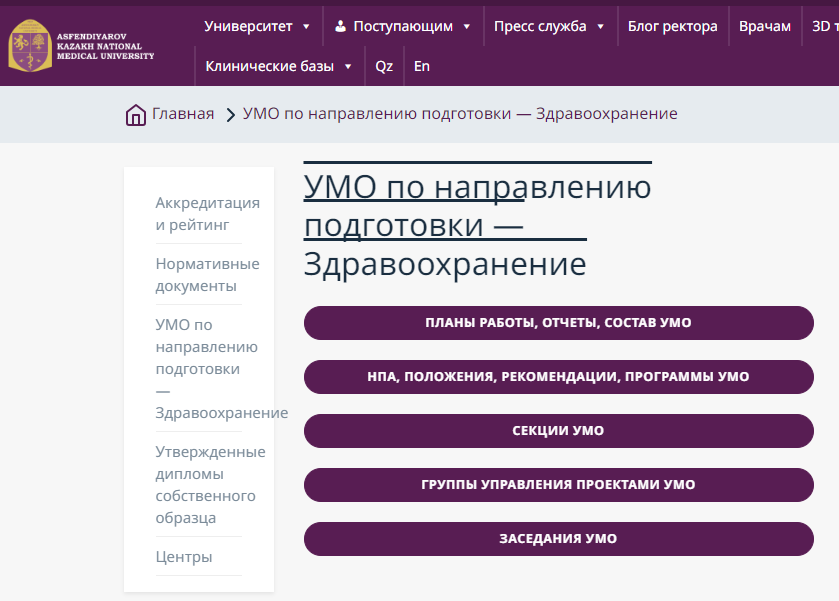 ASFENDIYAROV
KAZAKH NATIONAL
MEDICAL UNIVERSITY
Университет
Поступающим
Пресс служба
Блог ректора
Врачам
3D
Клинические базы
Qz
En
Главная
УМО по направлению подготовки — Здравоохранение
Аккредитация
и рейтинг
Нормативные
документы
УМО по
направлению
подготовки
—
Здравоохранение
Утвержденные
дипломы
собственного
образца
Центры
УМО по направлению
подготовки —
Здравоохранение
ПЛАНЫ РАБОТЫ, ОТЧЕТЫ, СОСТАВ УМО
НПА, ПОЛОЖЕНИЯ, РЕКОМЕНДАЦИИ, ПРОГРАММЫ УМО
СЕКЦИИ УМО
ГРУППЫ УПРАВЛЕНИЯ ПРОЕКТАМИ УМО
ЗАСЕДАНИЯ УМО